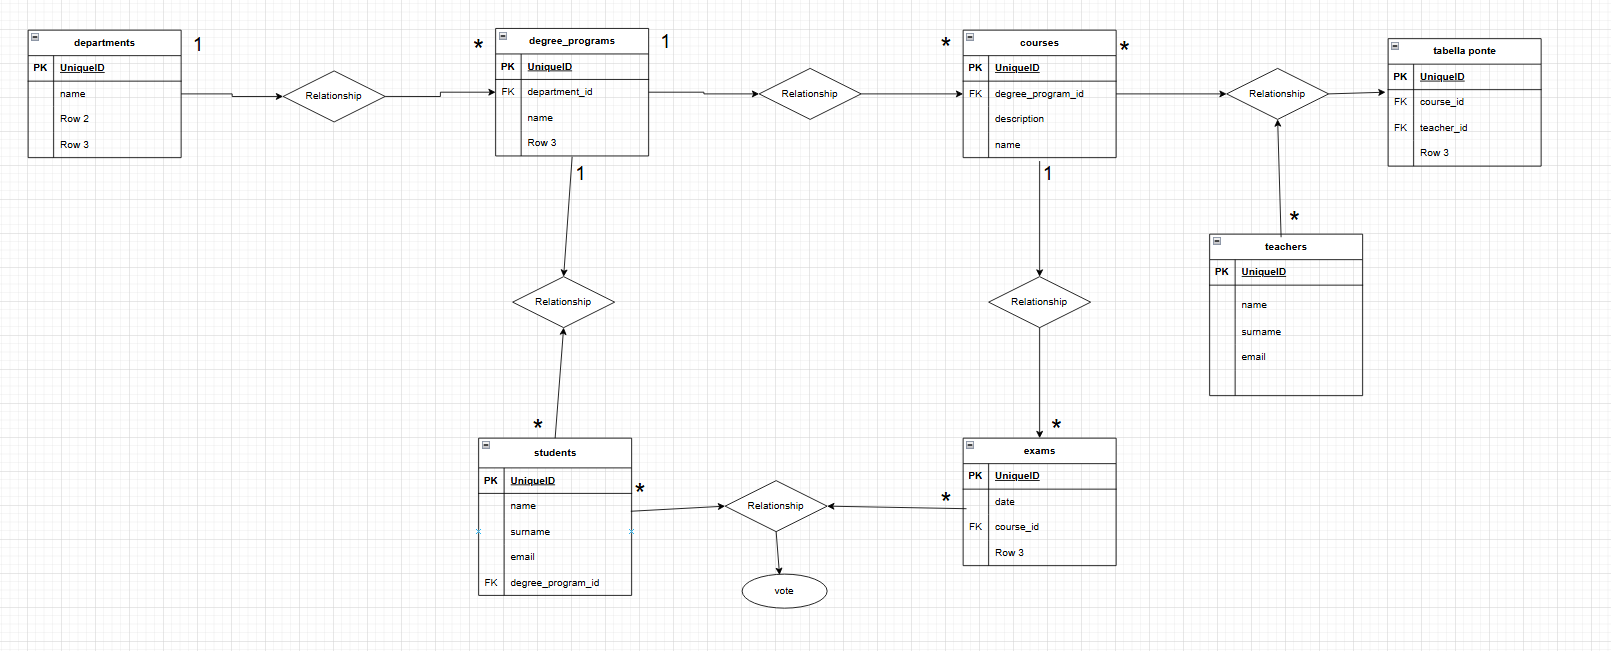 departments
PK UniqueID
name
Row 2
Row 3
1
Relationship
*
degree_programs
PK UniqueID
FK department_id
name
Row 3
1
1
Relationship
*
courses
PK UniqueID
FK degree_program_id
description
name
*
1
Relationship
tabella ponte
PK UniqueID
FK course_id
FK teacher_id
Row 3
*
teachers
PK UniqueID
name
surname
email
Relationship
Relationship
*
students
PK UniqueID
name
surname
email
FK degree_program_id
*
Relationship
vote
*
*
exams
PK UniqueID
date
FK course_id
Row 3